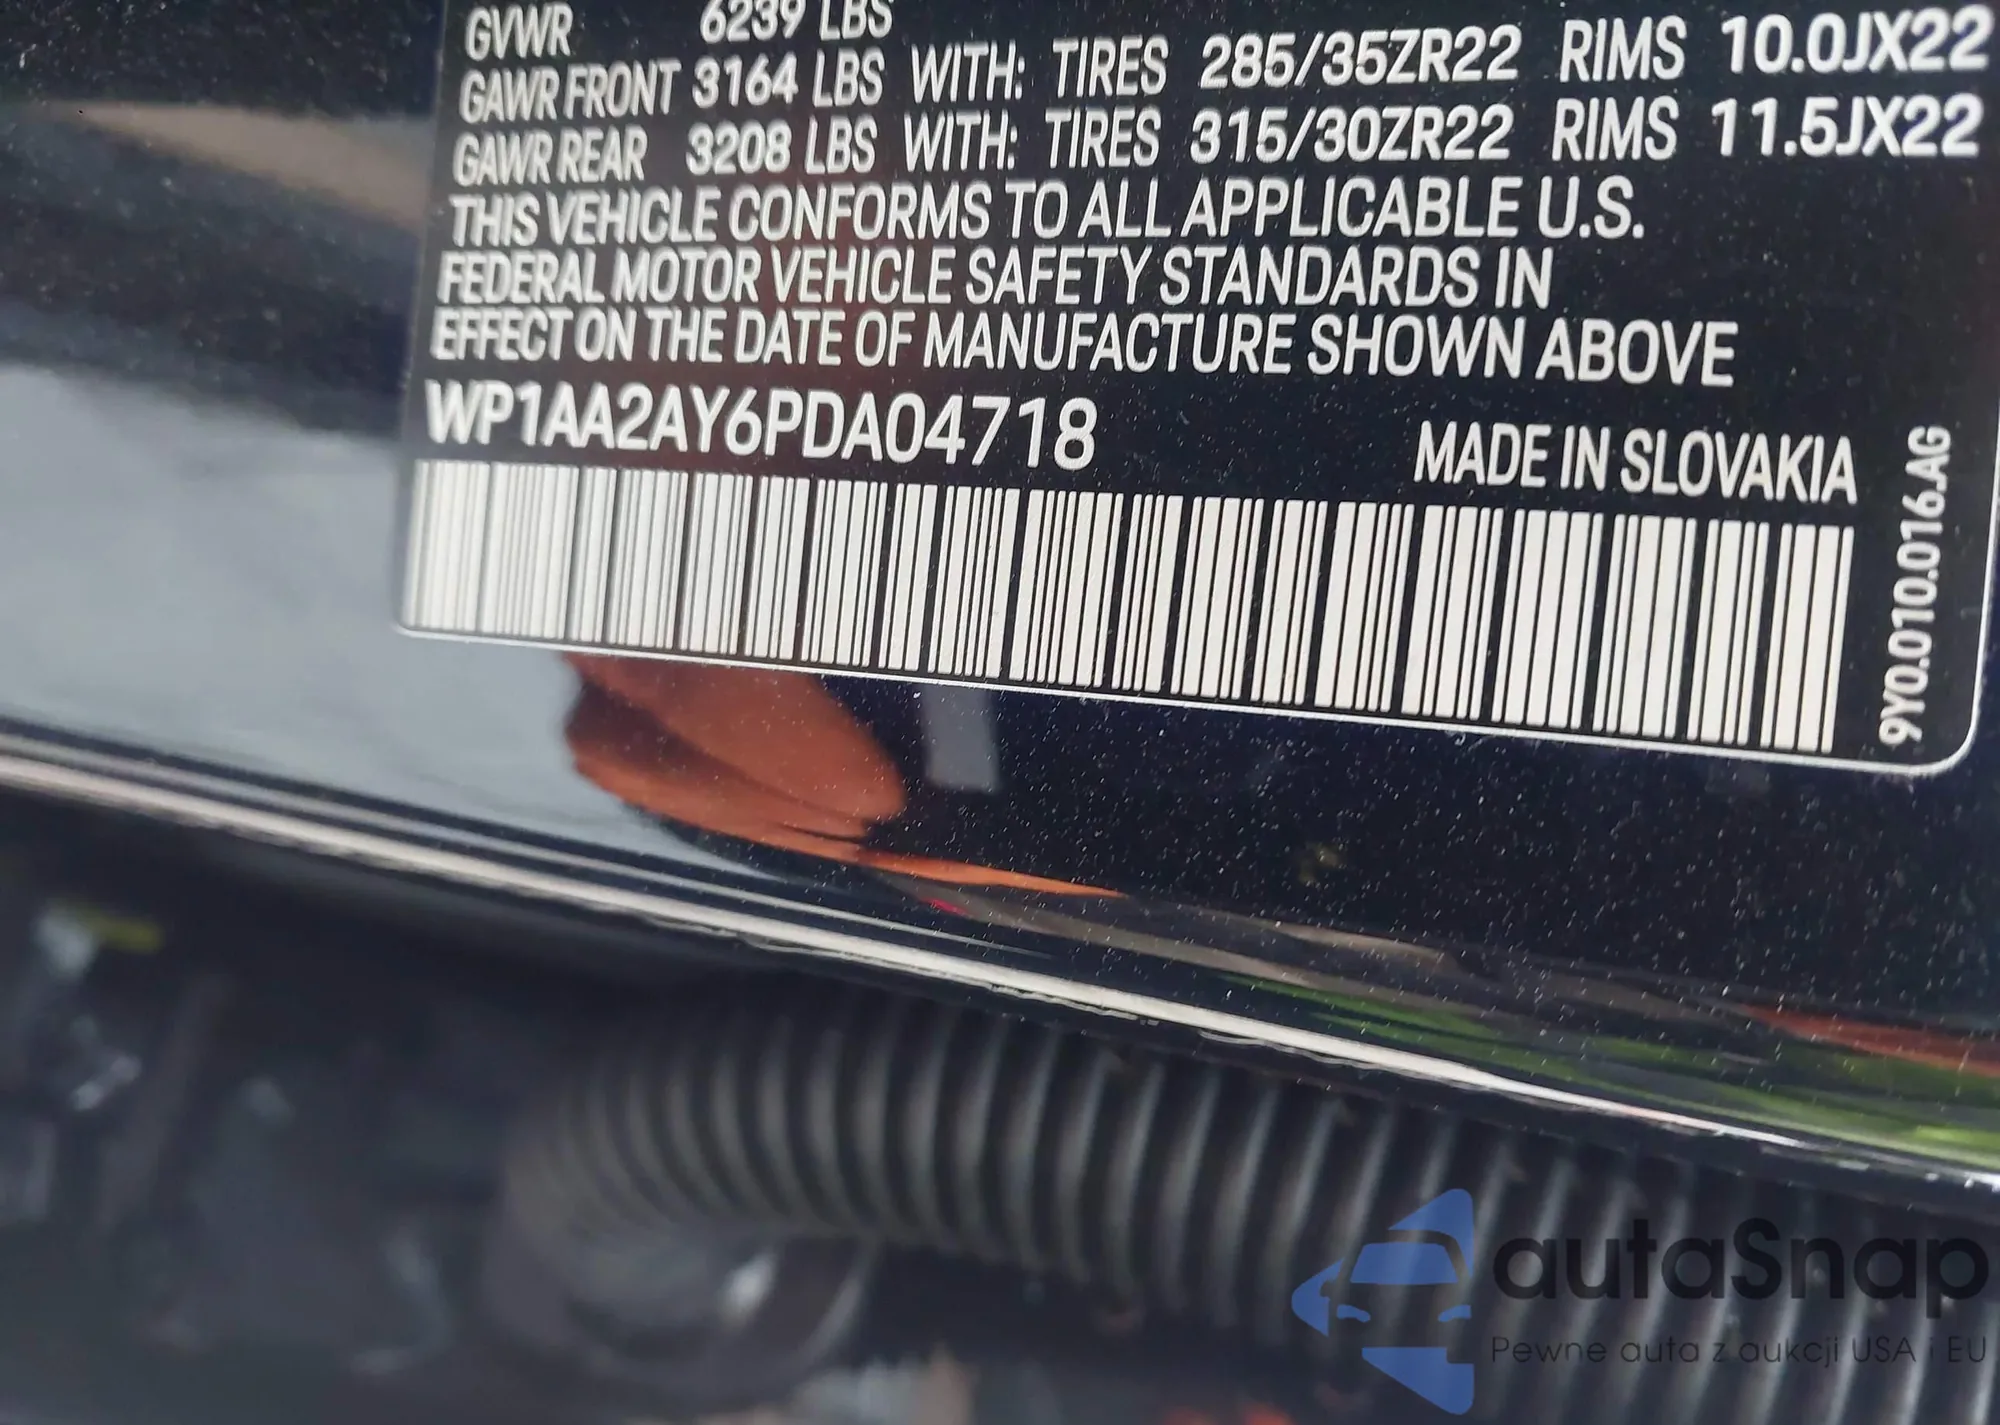 GVWR 6239 LBS
GAWR FRONT 3164 LBS WITH: TIRES 285/35ZR22 RIMS 10.0JX22
GAWR REAR 3208 LBS WITH: TIRES 315/30ZR22 RIMS 11.5JX22
THIS VEHICLE CONFORMS TO ALL APPLICABLE U.S.
FEDERAL MOTOR VEHICLE SAFETY STANDARDS IN
EFFECT ON THE DATE OF MANUFACTURE SHOWN ABOVE
WP1AA2AY6PDA04718
MADE IN SLOVAKIA
9Y0.010.016.AG
autaSnap
Pewne auta z aukcji USA i EU